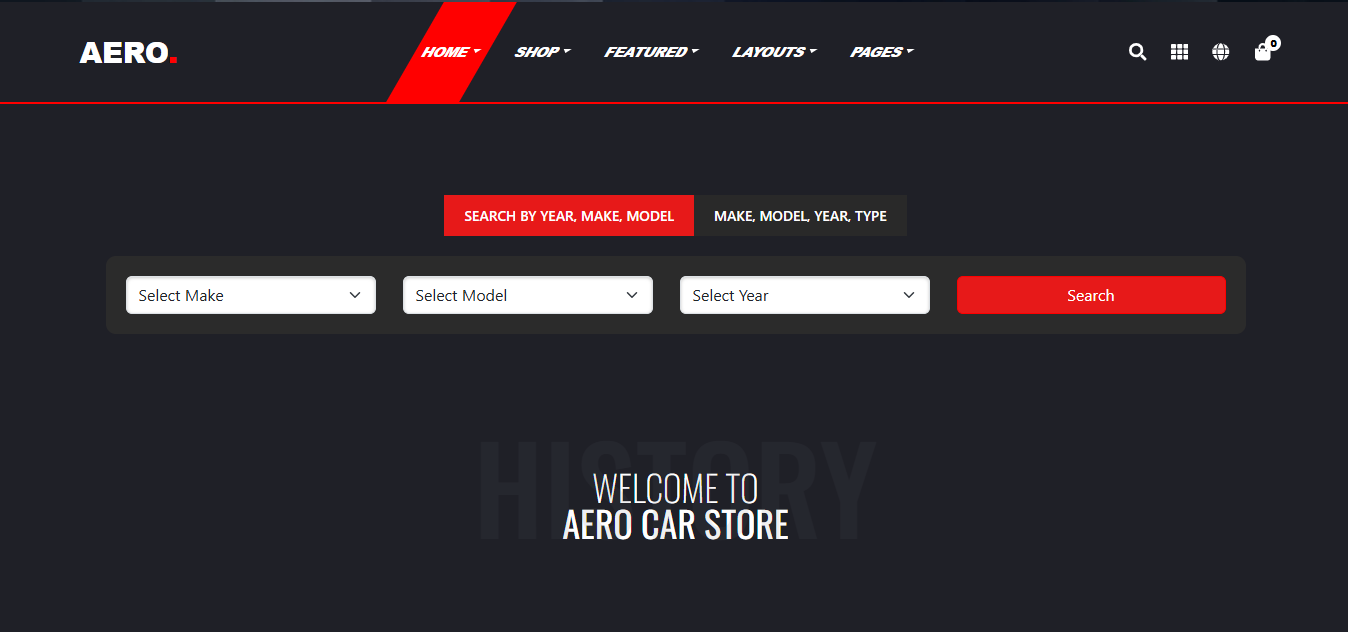 AERO.
HOME
SHOP
FEATURED
LAYOUTS
PAGES
0
SEARCH BY YEAR, MAKE, MODEL
MAKE, MODEL, YEAR, TYPE
Select Make
Select Model
Select Year
Search
HISTORY
WELCOME TO
AERO CAR STORE